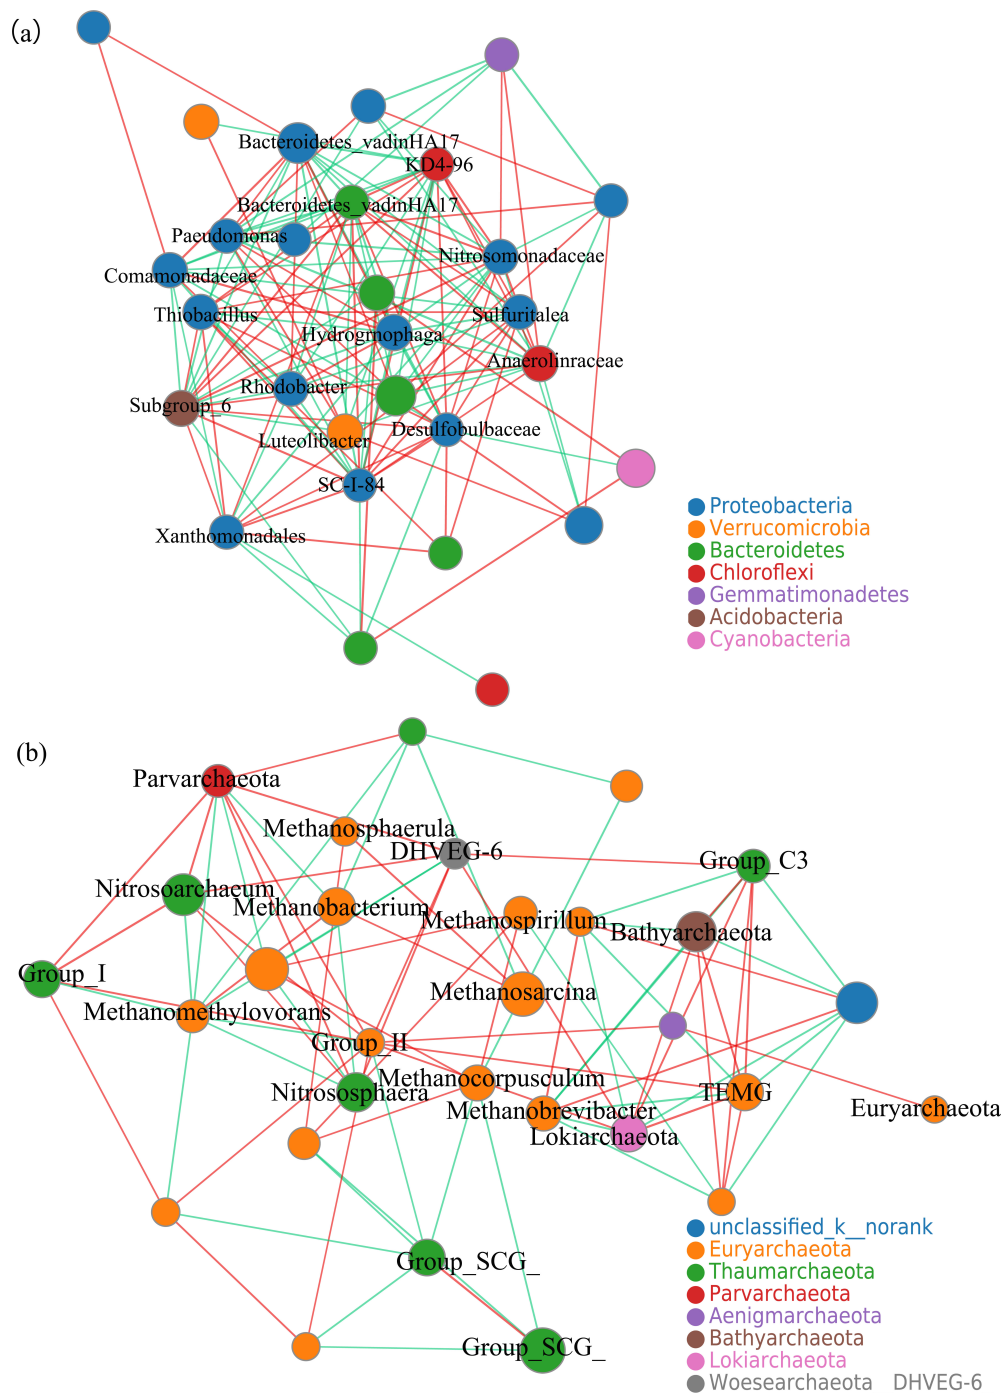 (a)
Bacteroidetes_vadinHA17
KD4-96
Bacteroidetes_vadinHA17
Paeudomonas
Nitrosomonadaceae
Comamonadaceae
Thiobacillus
Sulfuritalea
Hydrogrnophaga
Anaerolinraceae
Rhodobacter
Subgroup_6
Desulfobulbaceae
Luteolibacter
SC-I-84
Xanthomonadales
Proteobacteria
Verrucomicrobia
Bacteroidetes
Chloroflexi
Gemmatimonadetes
Acidobacteria
Cyanobacteria
(b)
Parvarchaeota
Methanosphaerula
DHVEG-6
Group_C3
Nitrosoarchaeum
Methanobacterium
Methanospirillum
Bathyarchaeota
Group_I
Methanosarcina
Methanomethylovorans
Group_II
Nitrososphaera
Methanocorpusculum
TEMG
Methanobrevibacter
Euryarchaeota
Lokiarchaeota
Group_SCG_
Group_SCG_
unclassified_k__norank
Euryarchaeota
Thaumarchaeota
Parvarchaeota
Aenigmarchaeota
Bathyarchaeota
Lokiarchaeota
Woesearchaeota DHVEG-6